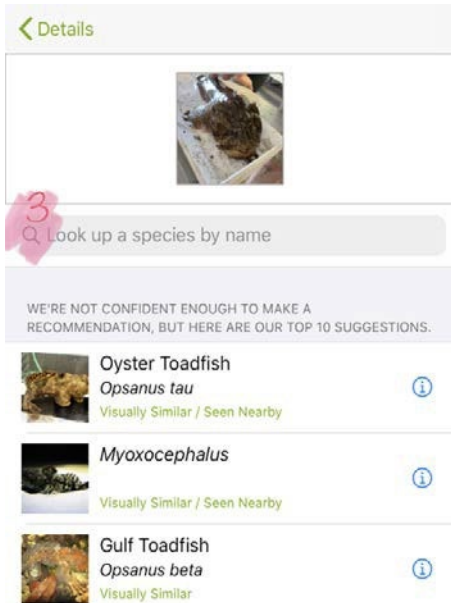 Details
3
Look up a species by name
WE'RE NOT CONFIDENT ENOUGH TO MAKE A
RECOMMENDATION, BUT HERE ARE OUR TOP 10 SUGGESTIONS.
Oyster Toadfish
Opsanus tau
Visually Similar / Seen Nearby
Myoxocephalus
Visually Similar / Seen Nearby
Gulf Toadfish
Opsanus beta
Visually Similar